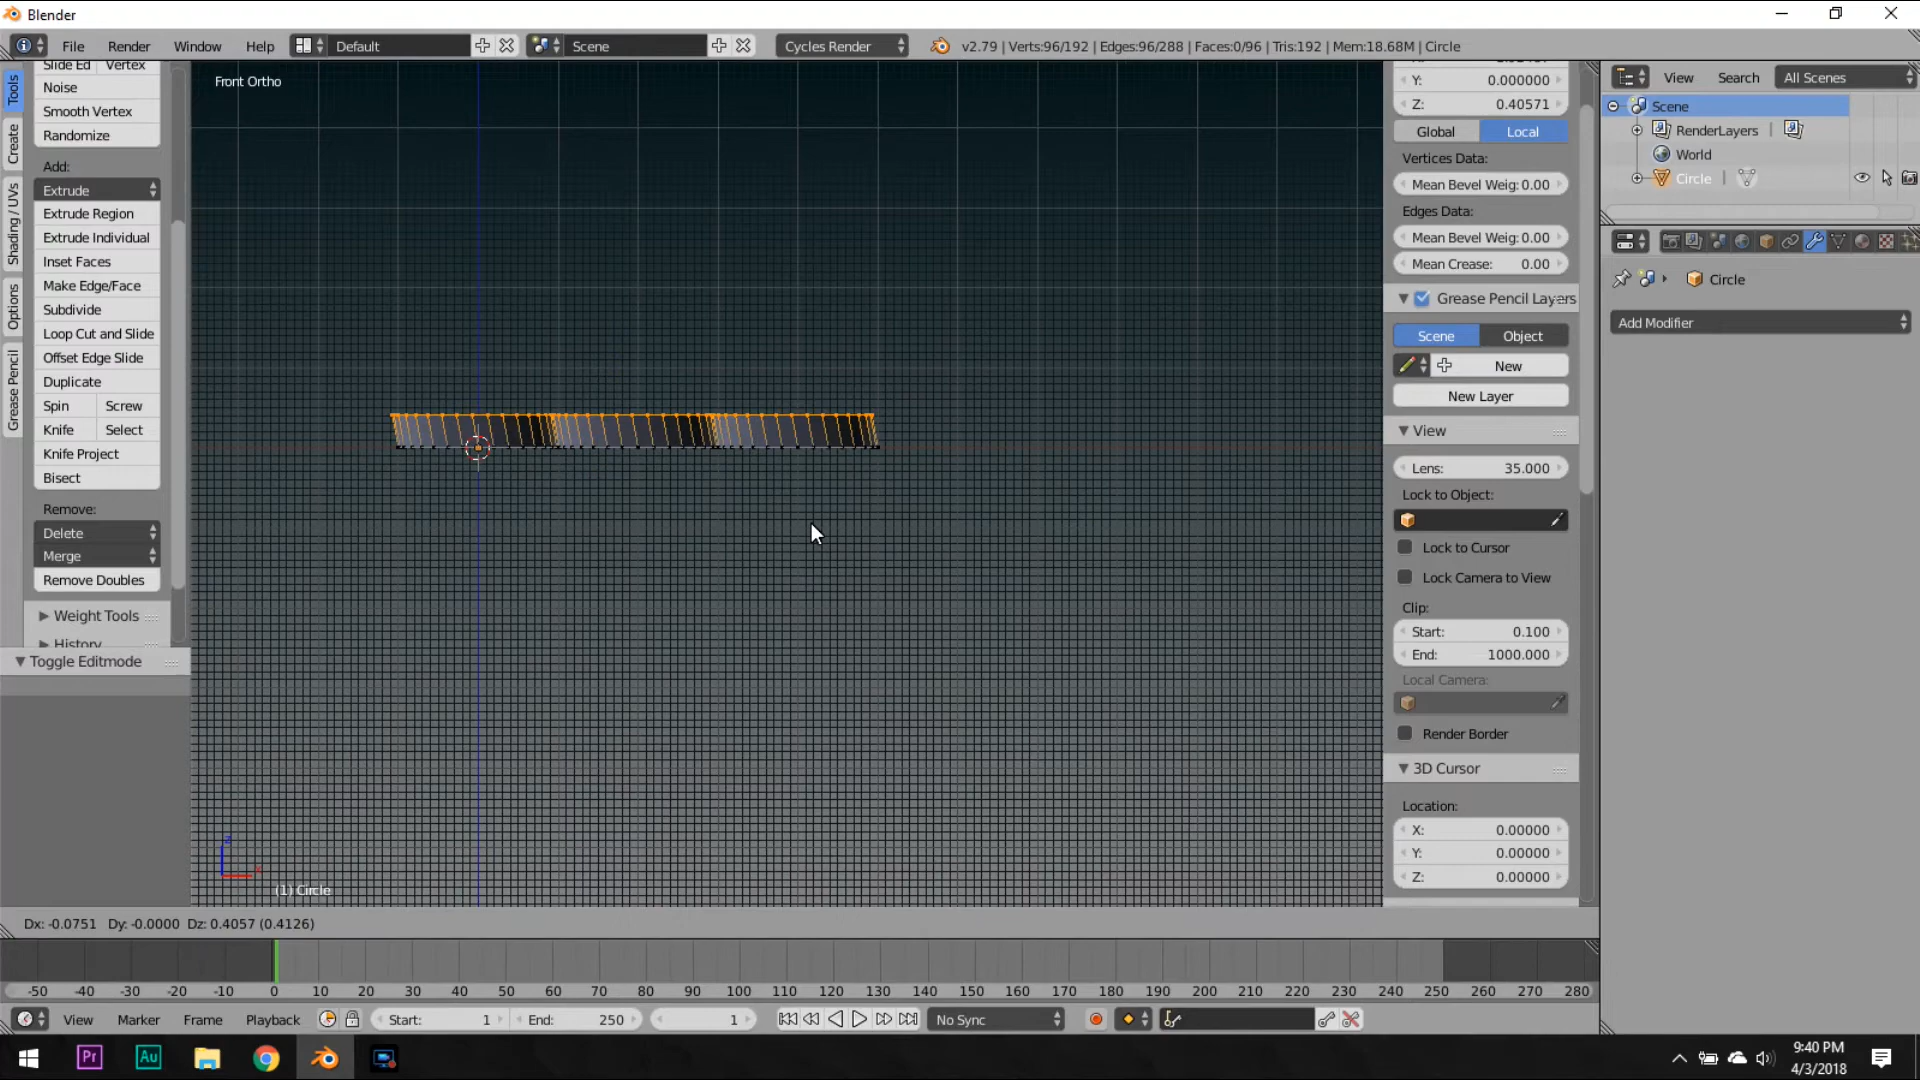 Blender
File Render Window Help Default Scene Cycles Render v2.79 | Verts:96/192 | Edges:96/288 | Faces:0/96 | Tris:192 | Mem:18.68M | Circle
Slide Ed Vertex
Noise
Smooth Vertex
Randomize
Add:
Extrude
Extrude Region
Extrude Individual
Inset Faces
Make Edge/Face
Subdivide
Loop Cut and Slide
Offset Edge Slide
Duplicate
Spin Screw
Knife Select
Knife Project
Bisect
Remove:
Delete
Merge
Remove Doubles
Weight Tools
History
Toggle Editmode
Tools
Create
Shading / UVs
Options
Grease Pencil
Front Ortho
z
x
(1) Circle
Y: 0.000000
Z: 0.40571
Global Local
Vertices Data:
Mean Bevel Weig: 0.00
Edges Data:
Mean Bevel Weig: 0.00
Mean Crease: 0.00
Grease Pencil Layers
Scene Object
New
New Layer
View
Lens: 35.000
Lock to Object:
Lock to Cursor
Lock Camera to View
Clip:
Start: 0.100
End: 1000.000
Local Camera:
Render Border
3D Cursor
Location:
X: 0.00000
Y: 0.00000
Z: 0.00000
View Search All Scenes
Scene
RenderLayers |
World
Circle |
Circle
Add Modifier
Dx: -0.0751 Dy: -0.0000 Dz: 0.4057 (0.4126)
-50 -40 -30 -20 -10 0 10 20 30 40 50 60 70 80 90 100 110 120 130 140 150 160 170 180 190 200 210 220 230 240 250 260 270 280
View Marker Frame Playback Start: 1 End: 250 1 No Sync
Pr Au
9:40 PM
4/3/2018